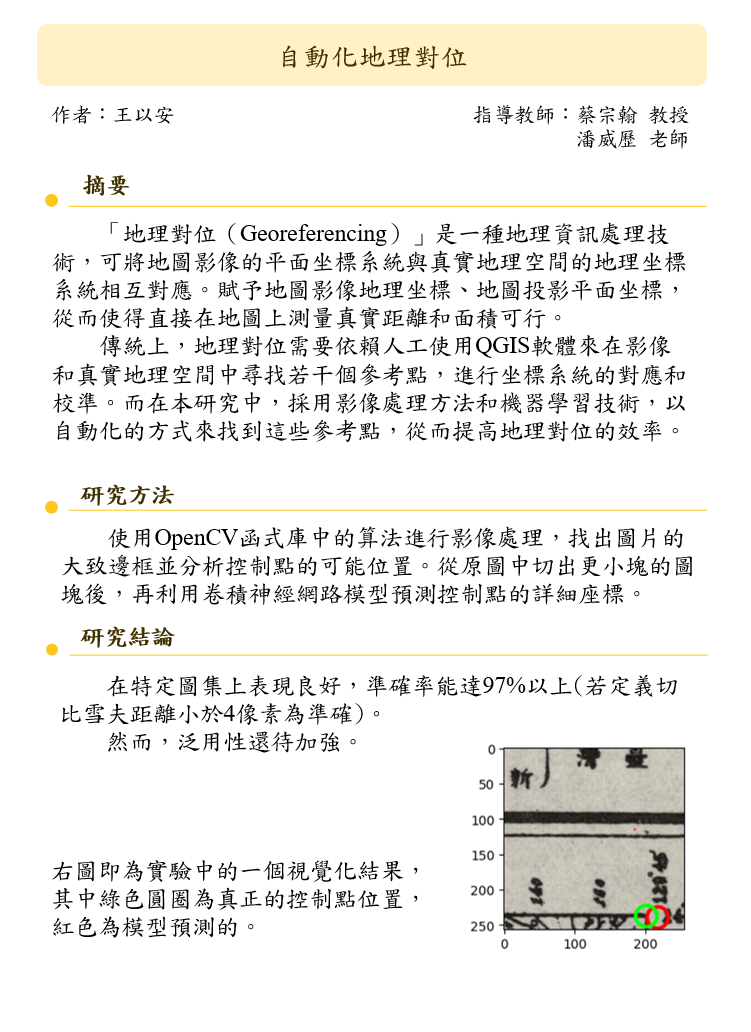 自動化地理對位
作者：王以安
指導教師：蔡宗翰 教授
潘威歷 老師
摘要
「地理對位（Georeferencing）」是一種地理資訊處理技
術，可將地圖影像的平面坐標系統與真實地理空間的地理坐標
系統相互對應。賦予地圖影像地理坐標、地圖投影平面坐標，
從而使得直接在地圖上測量真實距離和面積可行。
傳統上，地理對位需要依賴人工使用QGIS軟體來在影像
和真實地理空間中尋找若干個參考點，進行坐標系統的對應和
校準。而在本研究中，採用影像處理方法和機器學習技術，以
自動化的方式來找到這些參考點，從而提高地理對位的效率。
研究方法
使用OpenCV函式庫中的算法進行影像處理，找出圖片的
大致邊框並分析控制點的可能位置。從原圖中切出更小塊的圖
塊後，再利用卷積神經網路模型預測控制點的詳細座標。
研究結論
在特定圖集上表現良好，準確率能達97%以上(若定義切
比雪夫距離小於4像素為準確)。
然而，泛用性還待加強。
右圖即為實驗中的一個視覺化結果，
其中綠色圓圈為真正的控制點位置，
紅色為模型預測的。
0
50
100
150
200
250
0 100 200
新
160
160